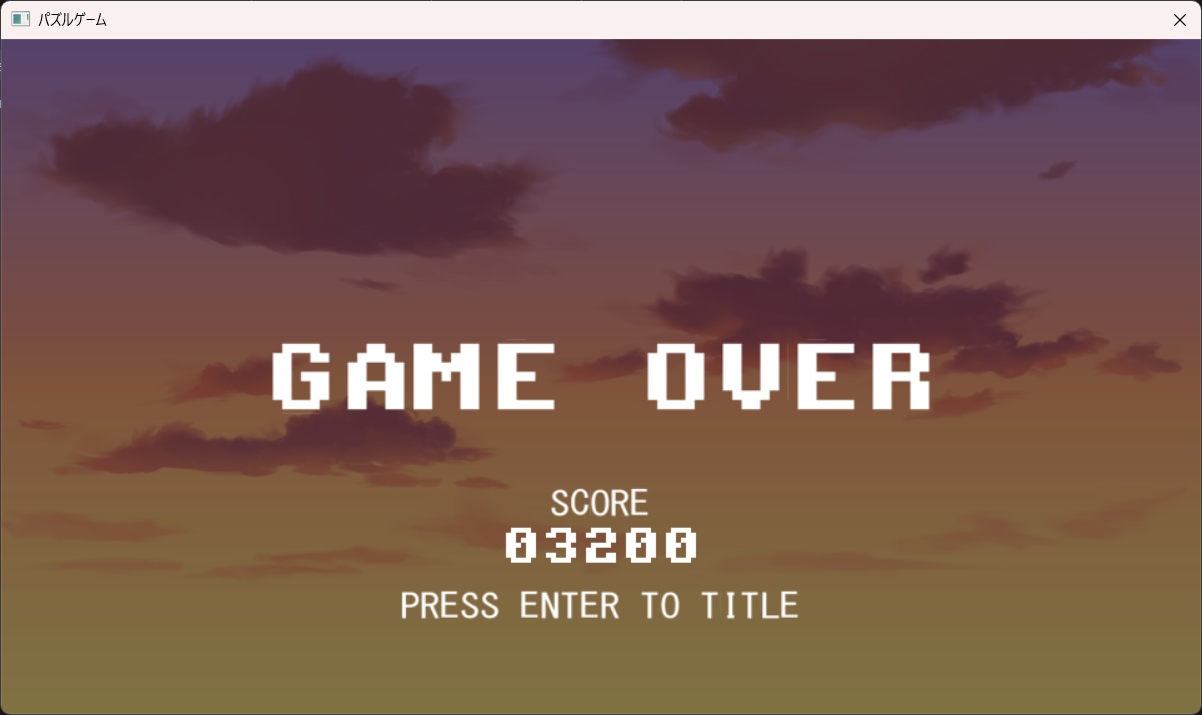 パズルゲーム
GAME OVER
SCORE
03200
PRESS ENTER TO TITLE